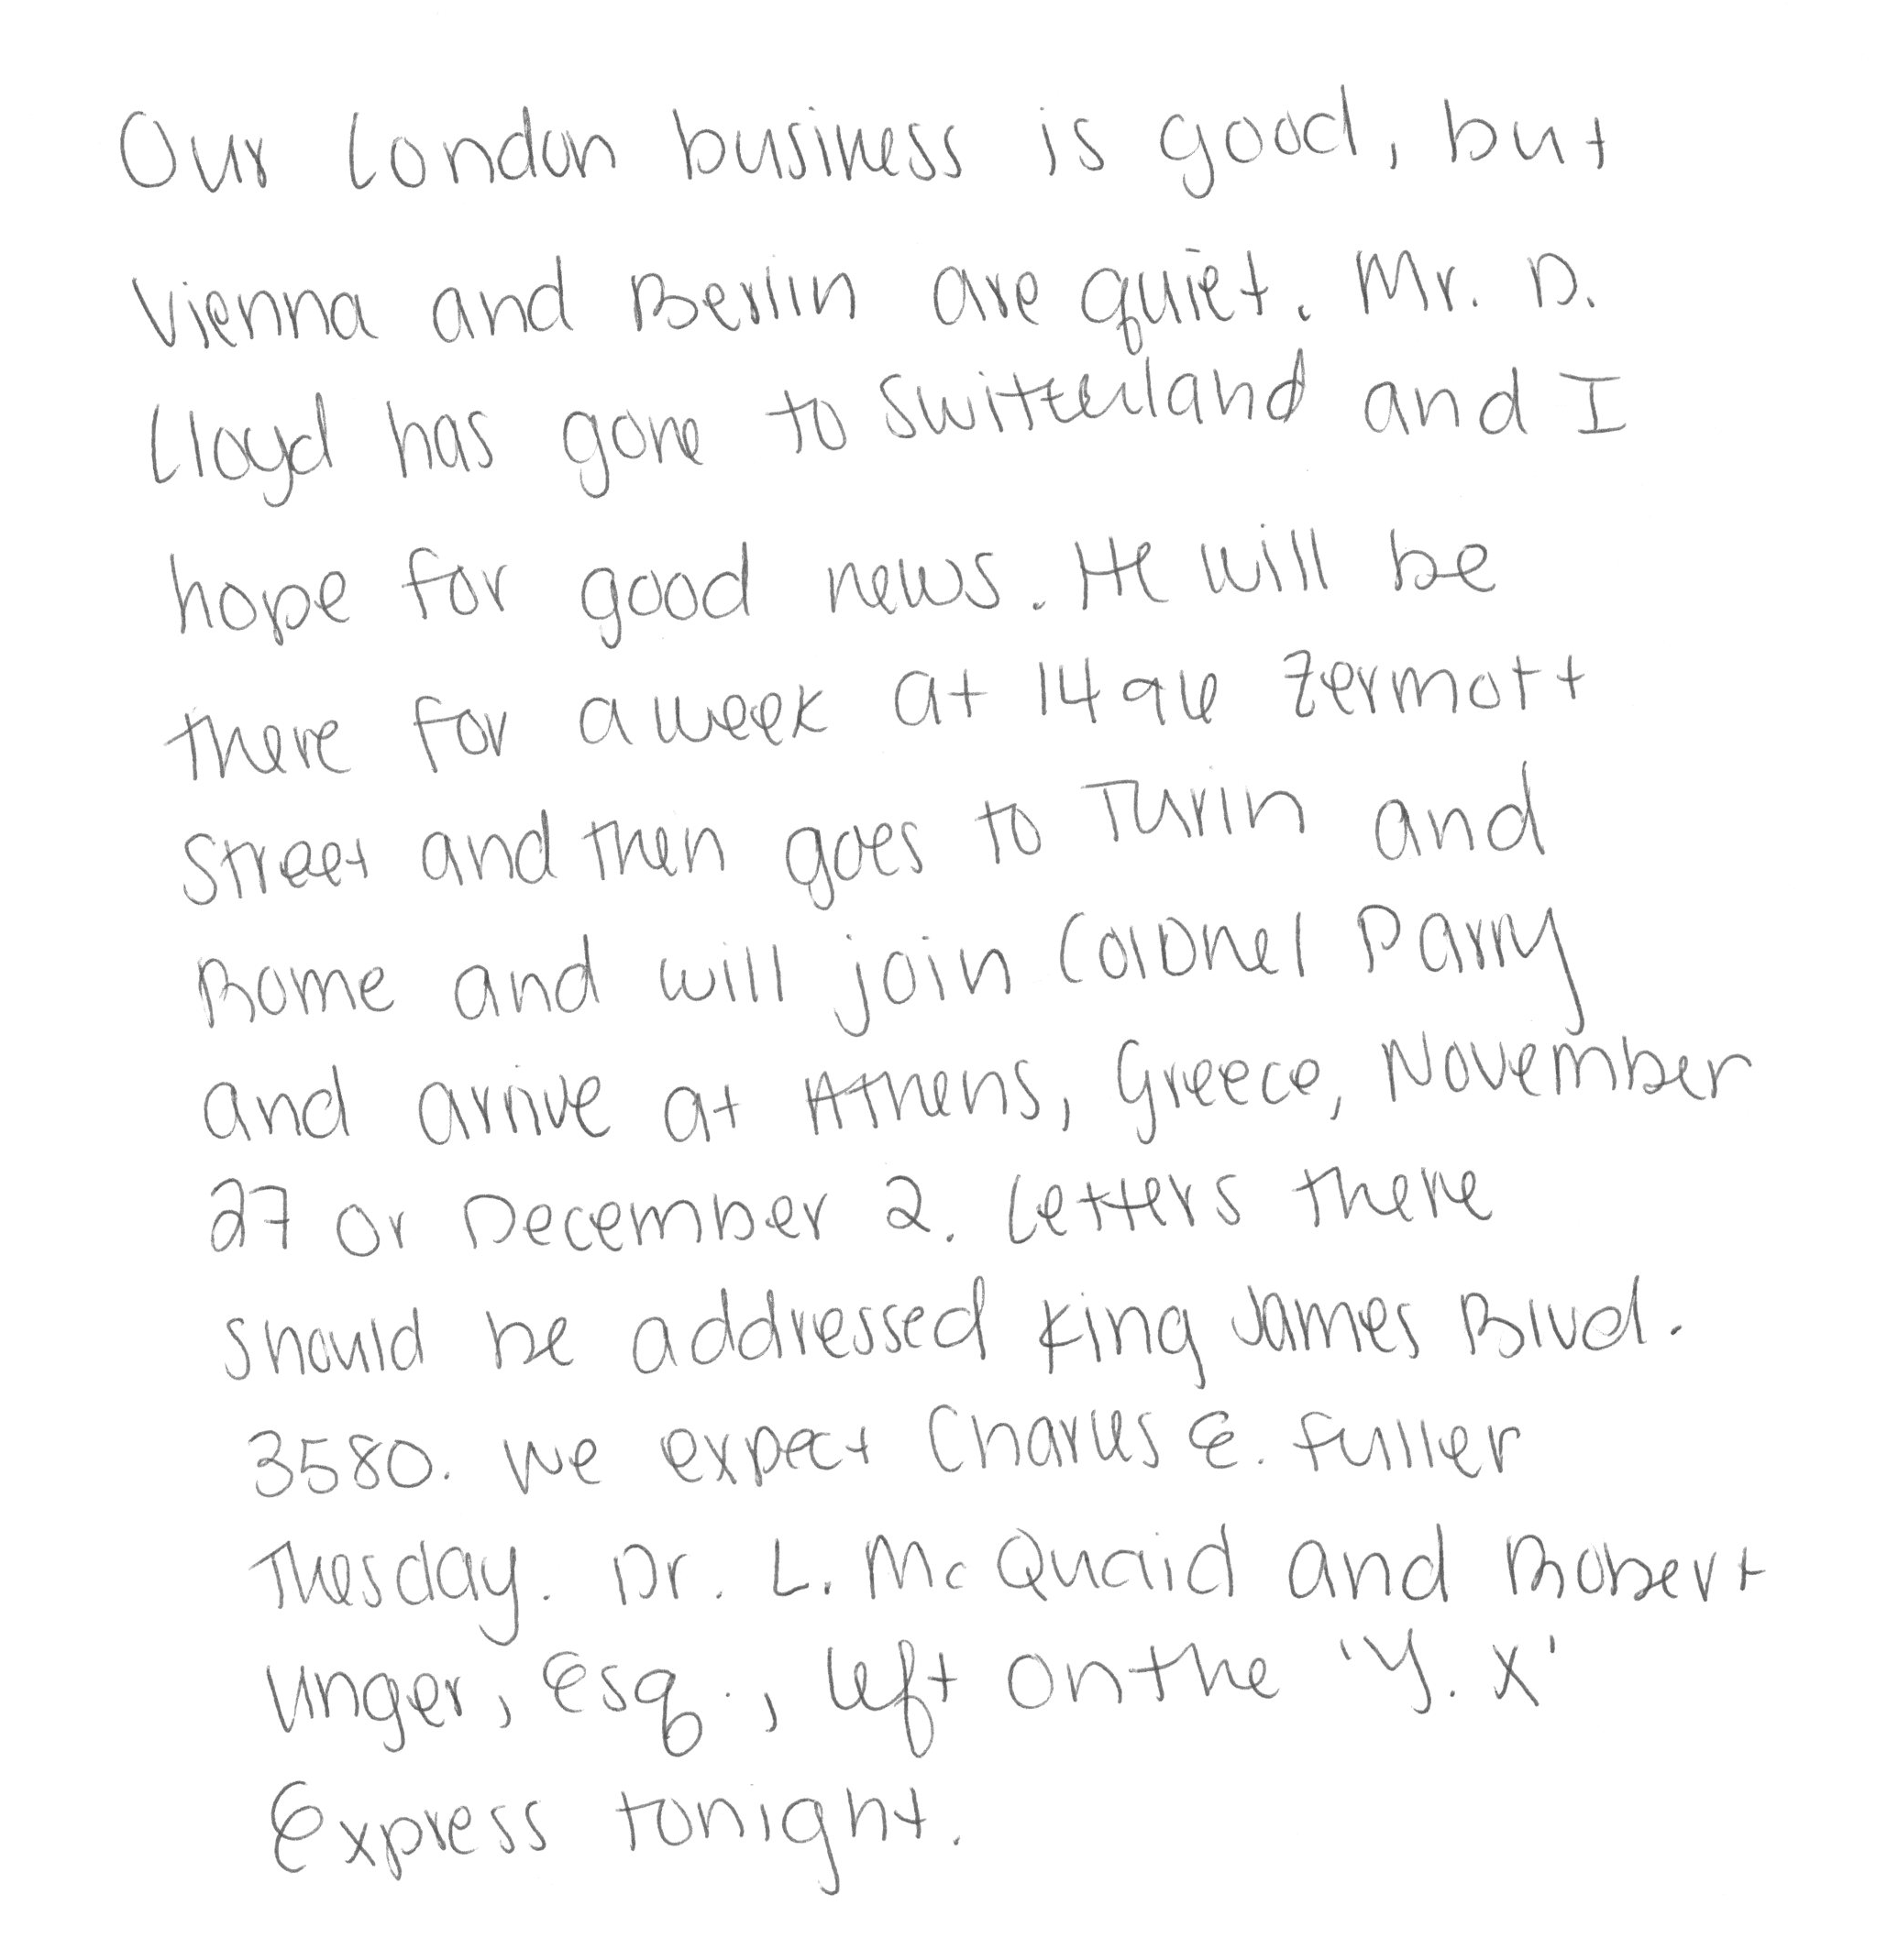 Our London business is good, but
Vienna and Berlin are quiet. Mr. D.
Lloyd has gone to Switzerland and I
hope for good news. He will be
there for a week at 1496 Zermott
Street and then goes to Turin and
Rome and will join Colonel Parry
and arrive at Athens, Greece, November
27 or December 2. Letters there
should be addressed King James Blvd.
3580. We expect Charles E. Fuller
Tuesday. Dr. L. McQuaid and Robert
Unger, Esq., left on the 'Y. X'
Express tonight.